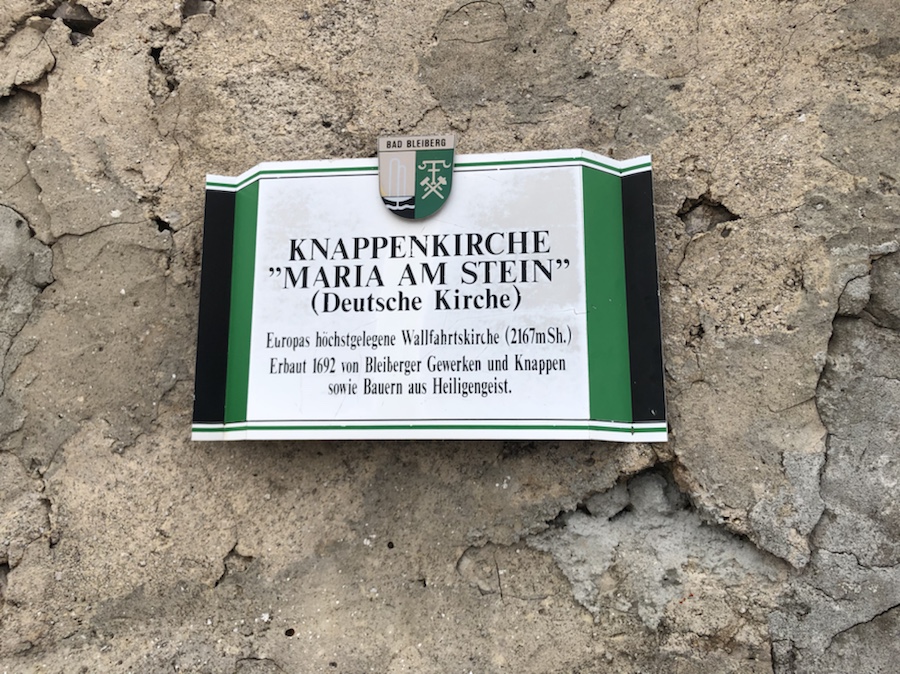 BAD BLEIBERG
KNAPPENKIRCHE
"MARIA AM STEIN"
(Deutsche Kirche)
Europas höchstgelegene Wallfahrtskirche (2167mSh.)
Erbaut 1692 von Bleiberger Gewerken und Knappen
sowie Bauern aus Heiligengeist.